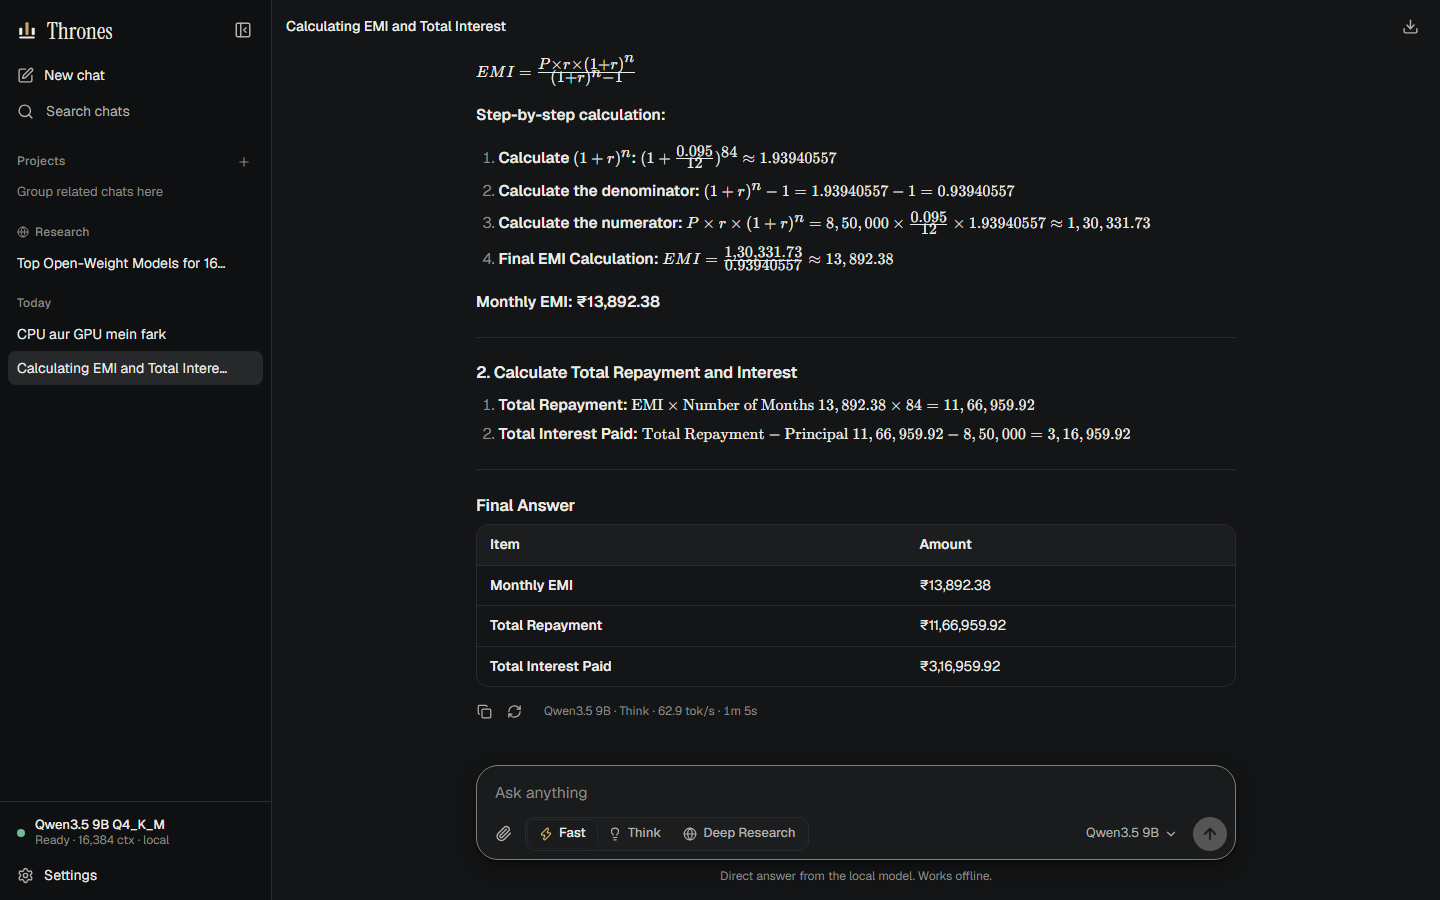 Thrones
New chat
Search chats
Projects
Group related chats here
Research
Top Open-Weight Models for 16...
Today
CPU aur GPU mein fark
Calculating EMI and Total Intere...
Qwen3.5 9B Q4_K_M
Ready · 16,384 ctx · local
Settings
Calculating EMI and Total Interest
EMI = \frac{P×r×(1+r)^n}{(1+r)^n−1}
Step-by-step calculation:
1. Calculate (1 + r)^n: (1 + \frac{0.095}{12})^{84} ≈ 1.93940557
2. Calculate the denominator: (1 + r)^n − 1 = 1.93940557 − 1 = 0.93940557
3. Calculate the numerator: P × r × (1 + r)^n = 8, 50, 000 × \frac{0.095}{12} × 1.93940557 ≈ 1, 30, 331.73
4. Final EMI Calculation: EMI = \frac{1,30,331.73}{0.93940557} ≈ 13, 892.38
Monthly EMI: ₹13,892.38
2. Calculate Total Repayment and Interest
1. Total Repayment: EMI × Number of Months 13, 892.38 × 84 = 11, 66, 959.92
2. Total Interest Paid: Total Repayment − Principal 11, 66, 959.92 − 8, 50, 000 = 3, 16, 959.92
Final Answer
Item Amount
Monthly EMI ₹13,892.38
Total Repayment ₹11,66,959.92
Total Interest Paid ₹3,16,959.92
Qwen3.5 9B · Think · 62.9 tok/s · 1m 5s
Ask anything
Fast Think Deep Research Qwen3.5 9B
Direct answer from the local model. Works offline.